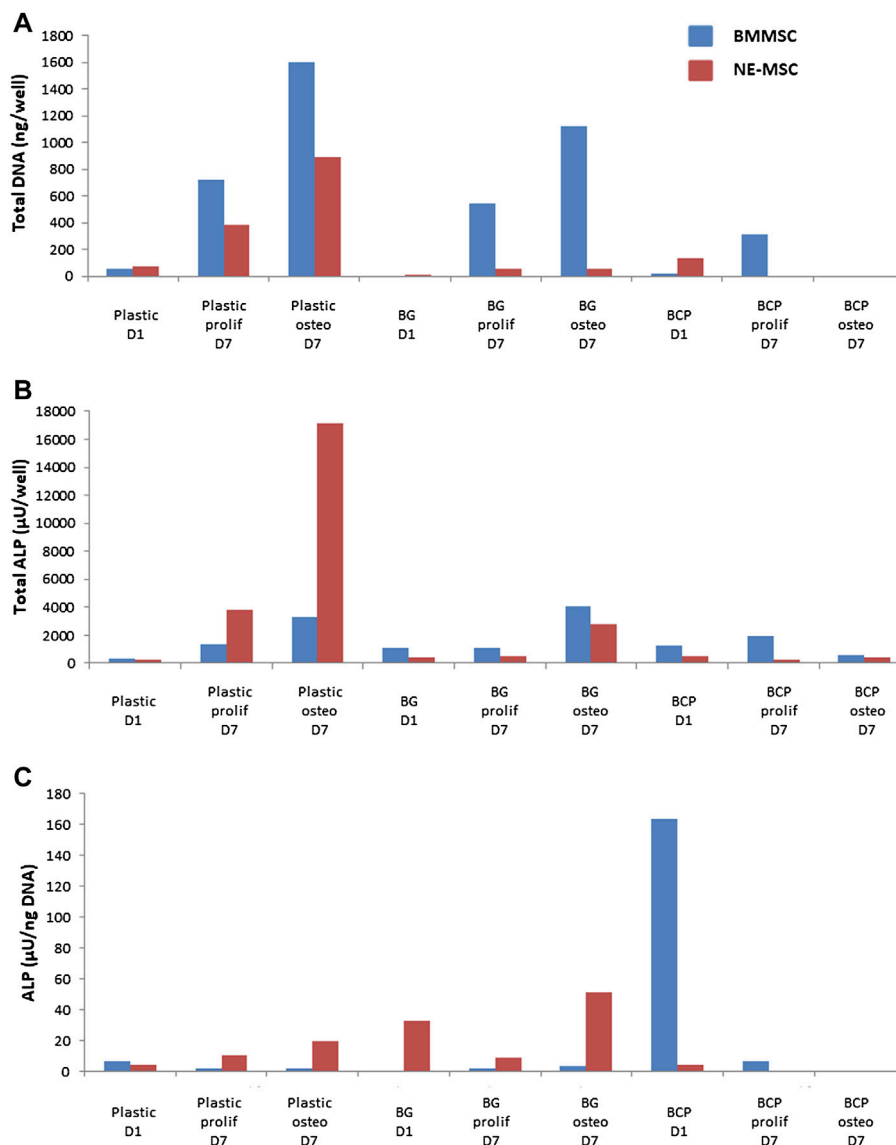 A
Total DNA (ng/well)
1800
1600
1400
1200
1000
800
600
400
200
0
BMMSC
NE-MSC
Plastic D1
Plastic prolif D7
Plastic osteo D7
BG D1
BG prolif D7
BG osteo D7
BCP D1
BCP prolif D7
BCP osteo D7
B
Total ALP (µU/well)
18000
16000
14000
12000
10000
8000
6000
4000
2000
0
Plastic D1
Plastic prolif D7
Plastic osteo D7
BG D1
BG prolif D7
BG osteo D7
BCP D1
BCP prolif D7
BCP osteo D7
C
ALP (µU/ng DNA)
180
160
140
120
100
80
60
40
20
0
Plastic D1
Plastic prolif D7
Plastic osteo D7
BG D1
BG prolif D7
BG osteo D7
BCP D1
BCP prolif D7
BCP osteo D7